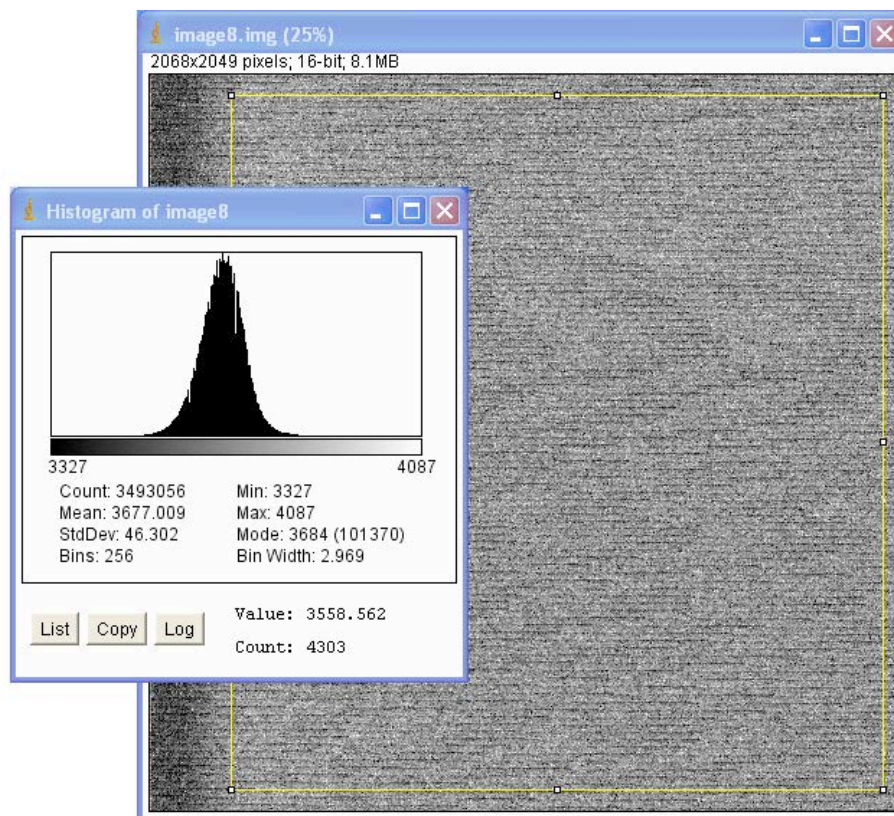 image8.img (25%)
2068x2049 pixels; 16-bit; 8.1MB
Histogram of image8
3327 4087
Count: 3493056 Min: 3327
Mean: 3677.009 Max: 4087
StdDev: 46.302 Mode: 3684 (101370)
Bins: 256 Bin Width: 2.969
List Copy Log Value: 3558.562
Count: 4303